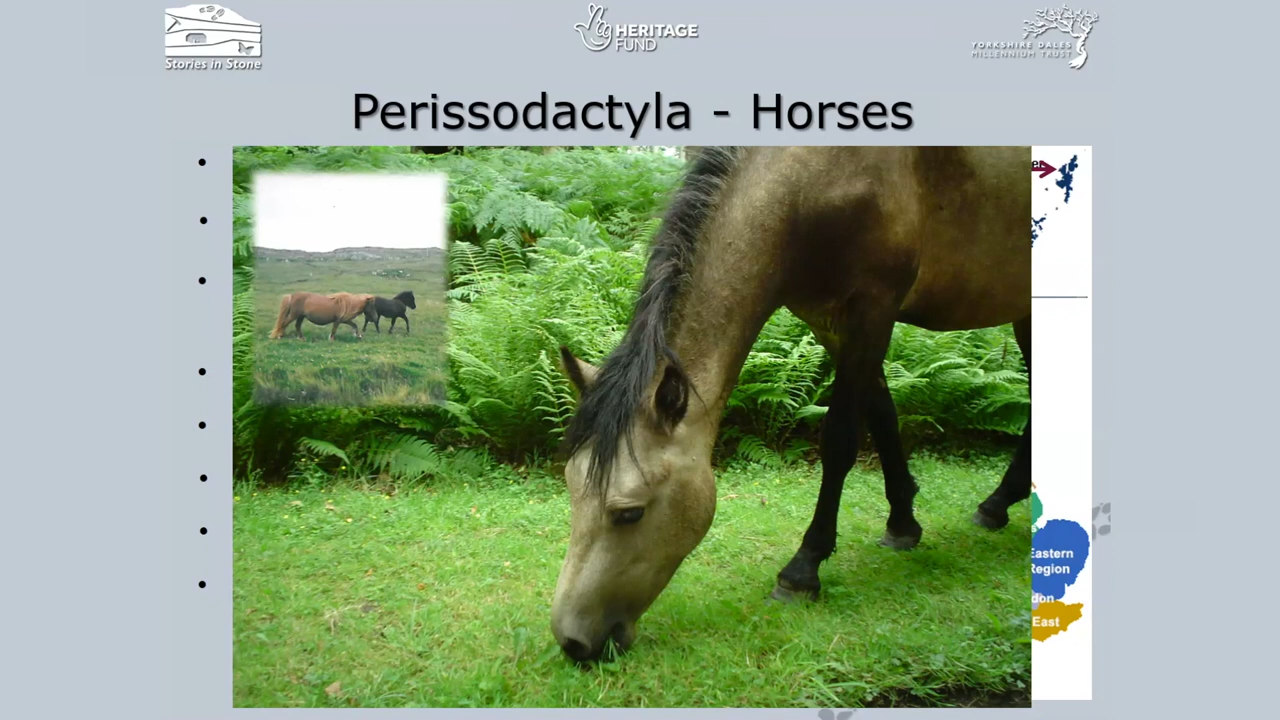 Stories in Stone
HERITAGE
FUND
YORKSHIRE DALES
MILLENNIUM TRUST
Perissodactyla - Horses
Eastern
Region
East